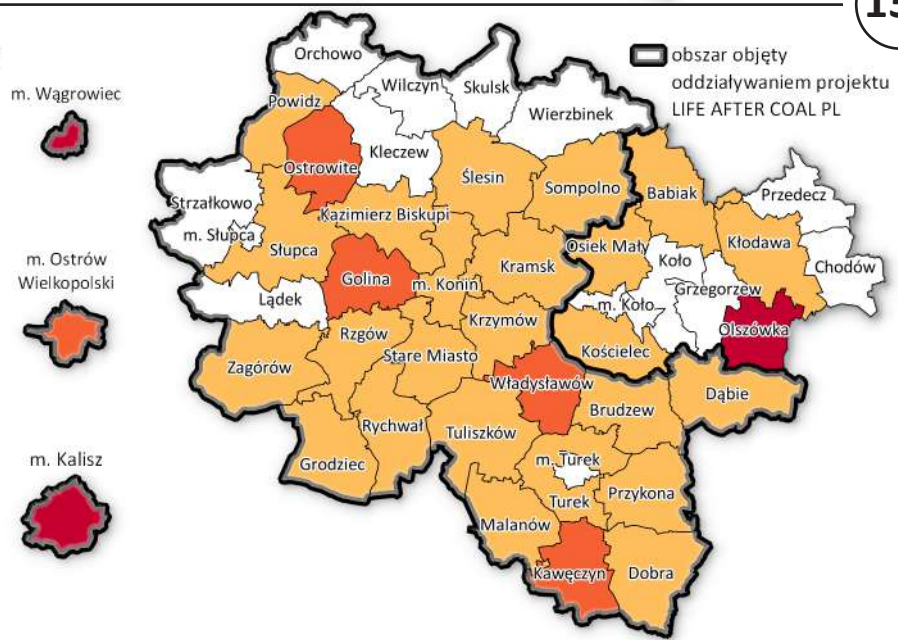 15
Orchowo
obszar objęty
oddziaływaniem projektu
LIFE AFTER COAL PL
m. Wągrowiec
Powidz
Wilczyn
Skulsk
Wierzbinek
Ostrowite
Kleczew
Ślesin
Sompolno
Babiak
Przedecz
Strzałkowo
Kazimierz Biskupi
m. Słupca
Słupca
Osiek Mały
Kłodawa
m. Ostrów
Wielkopolski
Golina
m. Konin
Kramsk
Koło
Chodów
Lądek
Grzegorzew
m. Koło
Krzymów
Olszówka
Rzgów
Stare Miasto
Kościelec
Zagórów
Władysławów
Dąbie
Brudzew
Rychwał
Tuliszków
m. Kalisz
Grodziec
m. Turek
Przykona
Turek
Malanów
Kawęczyn
Dobra